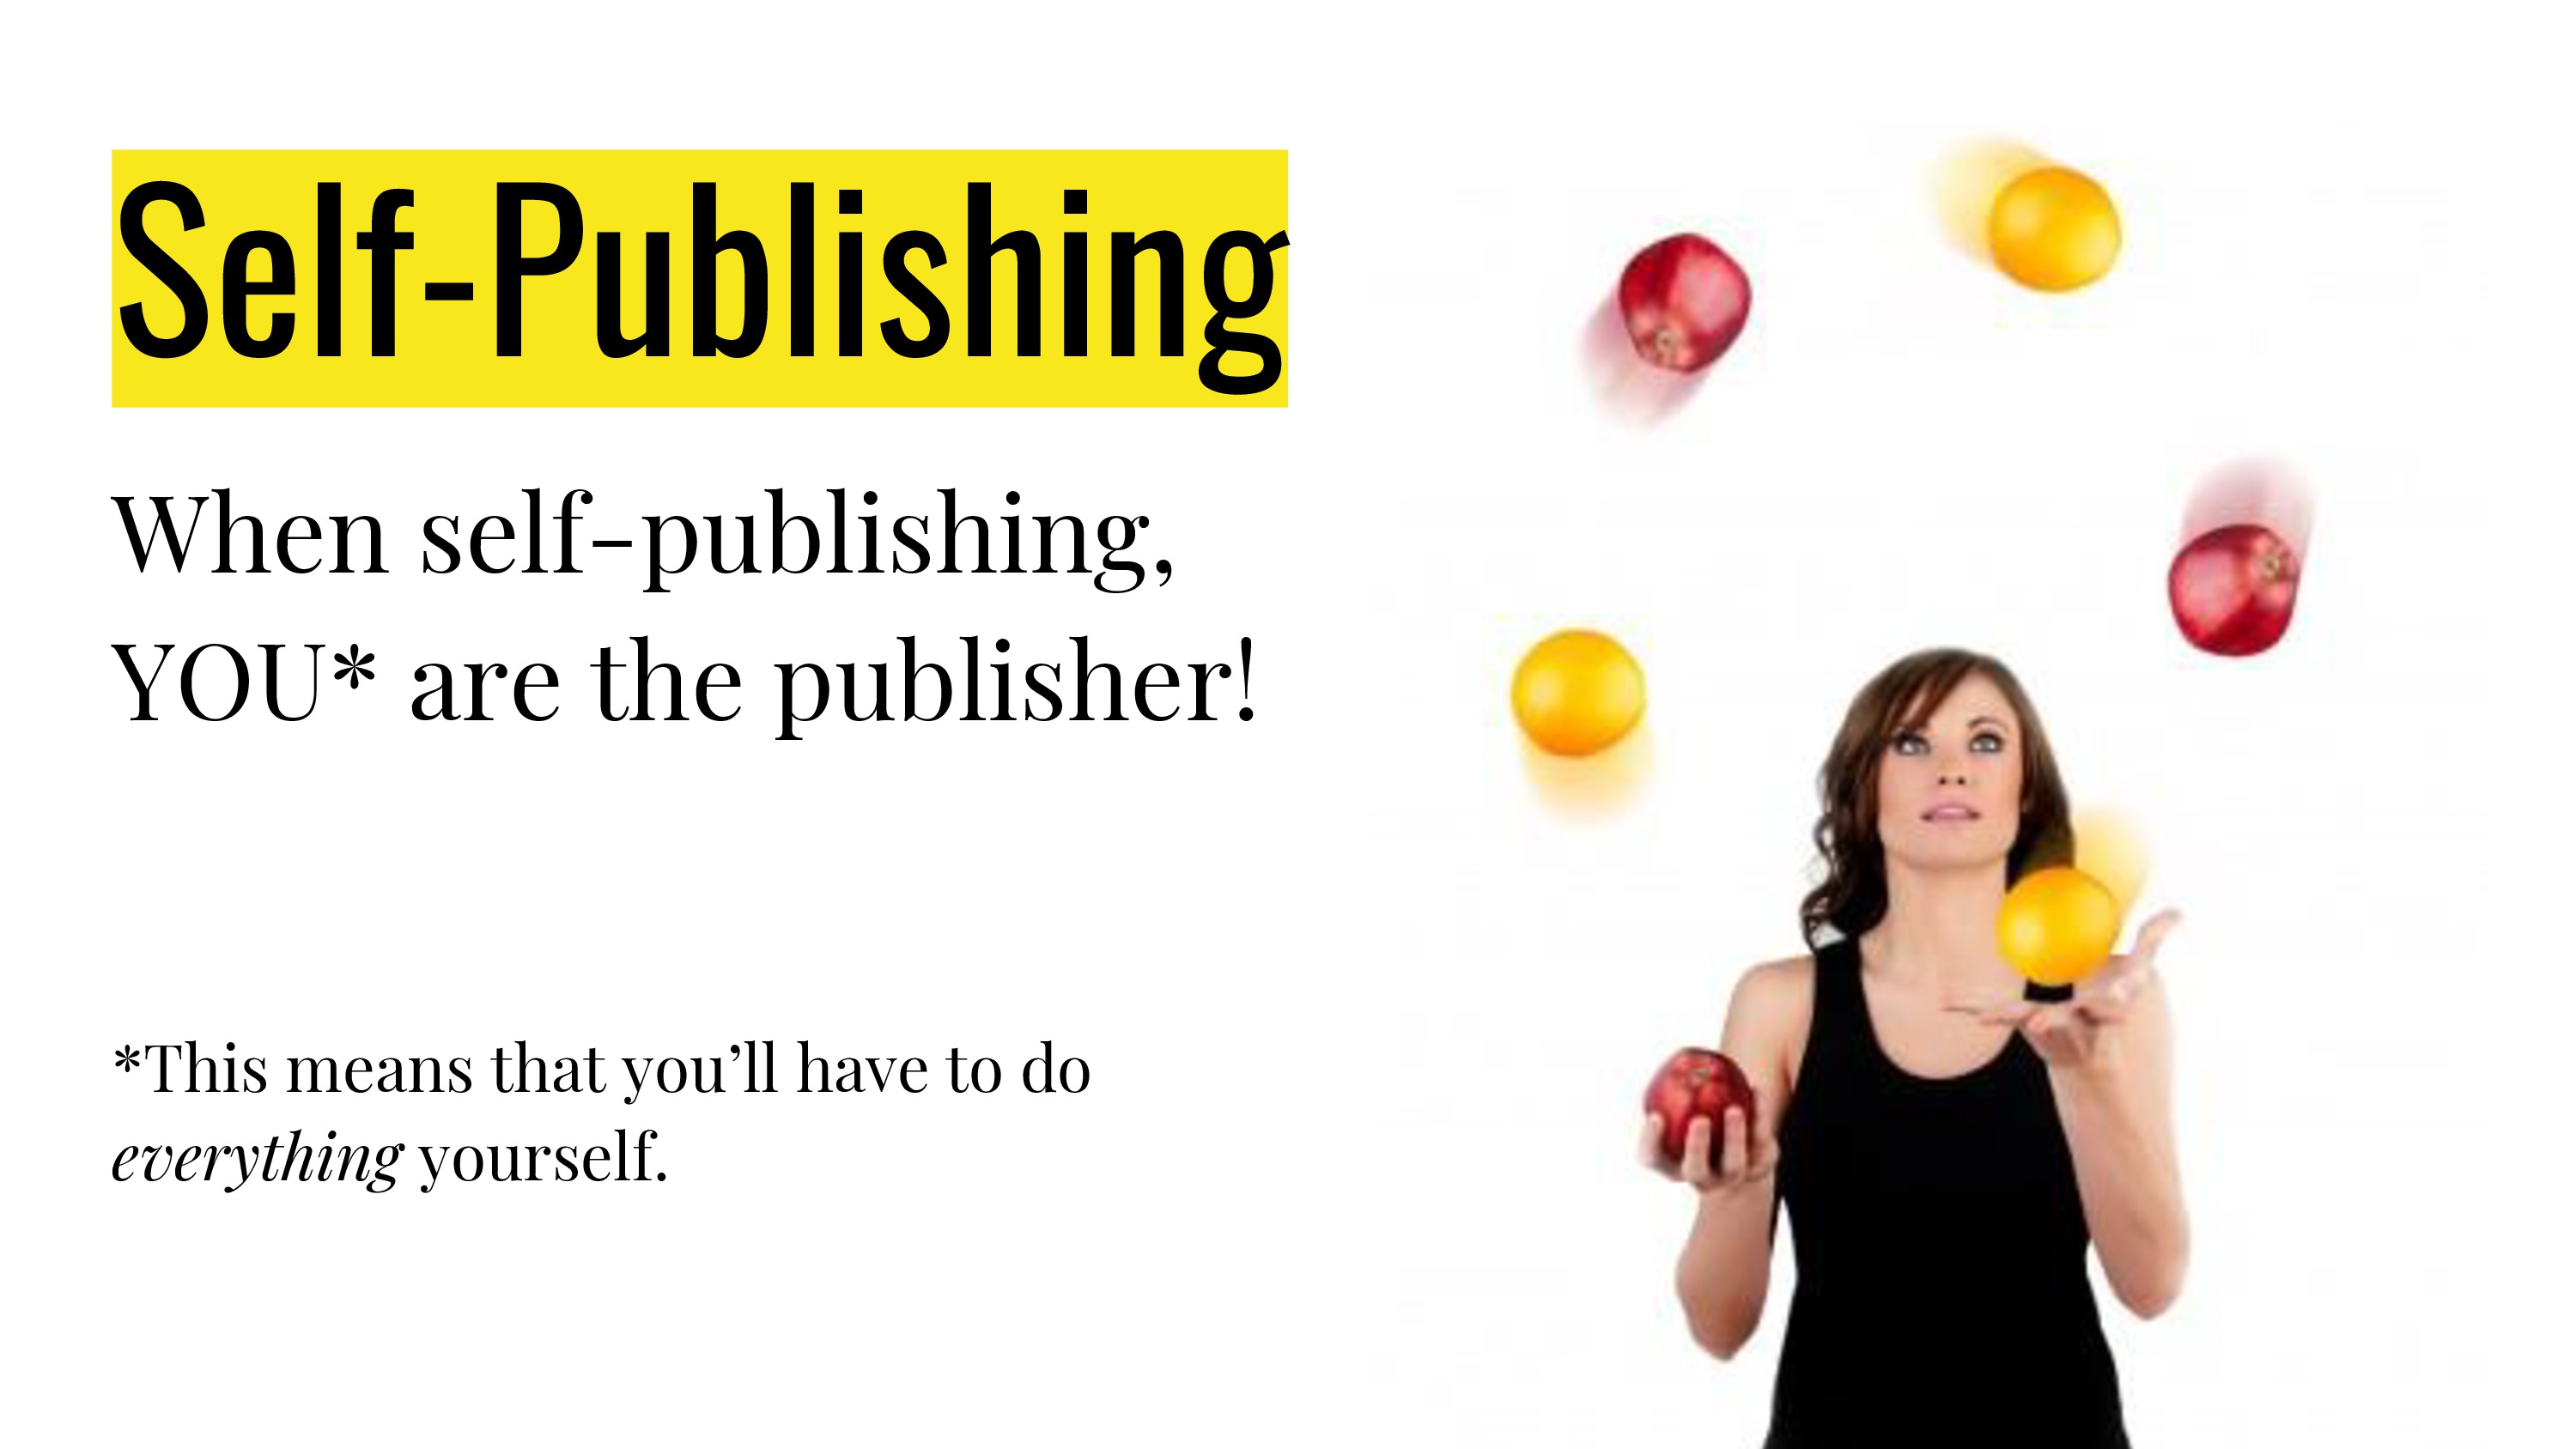 Self-Publishing
When self-publishing,
YOU* are the publisher!
*This means that you’ll have to do
everything yourself.